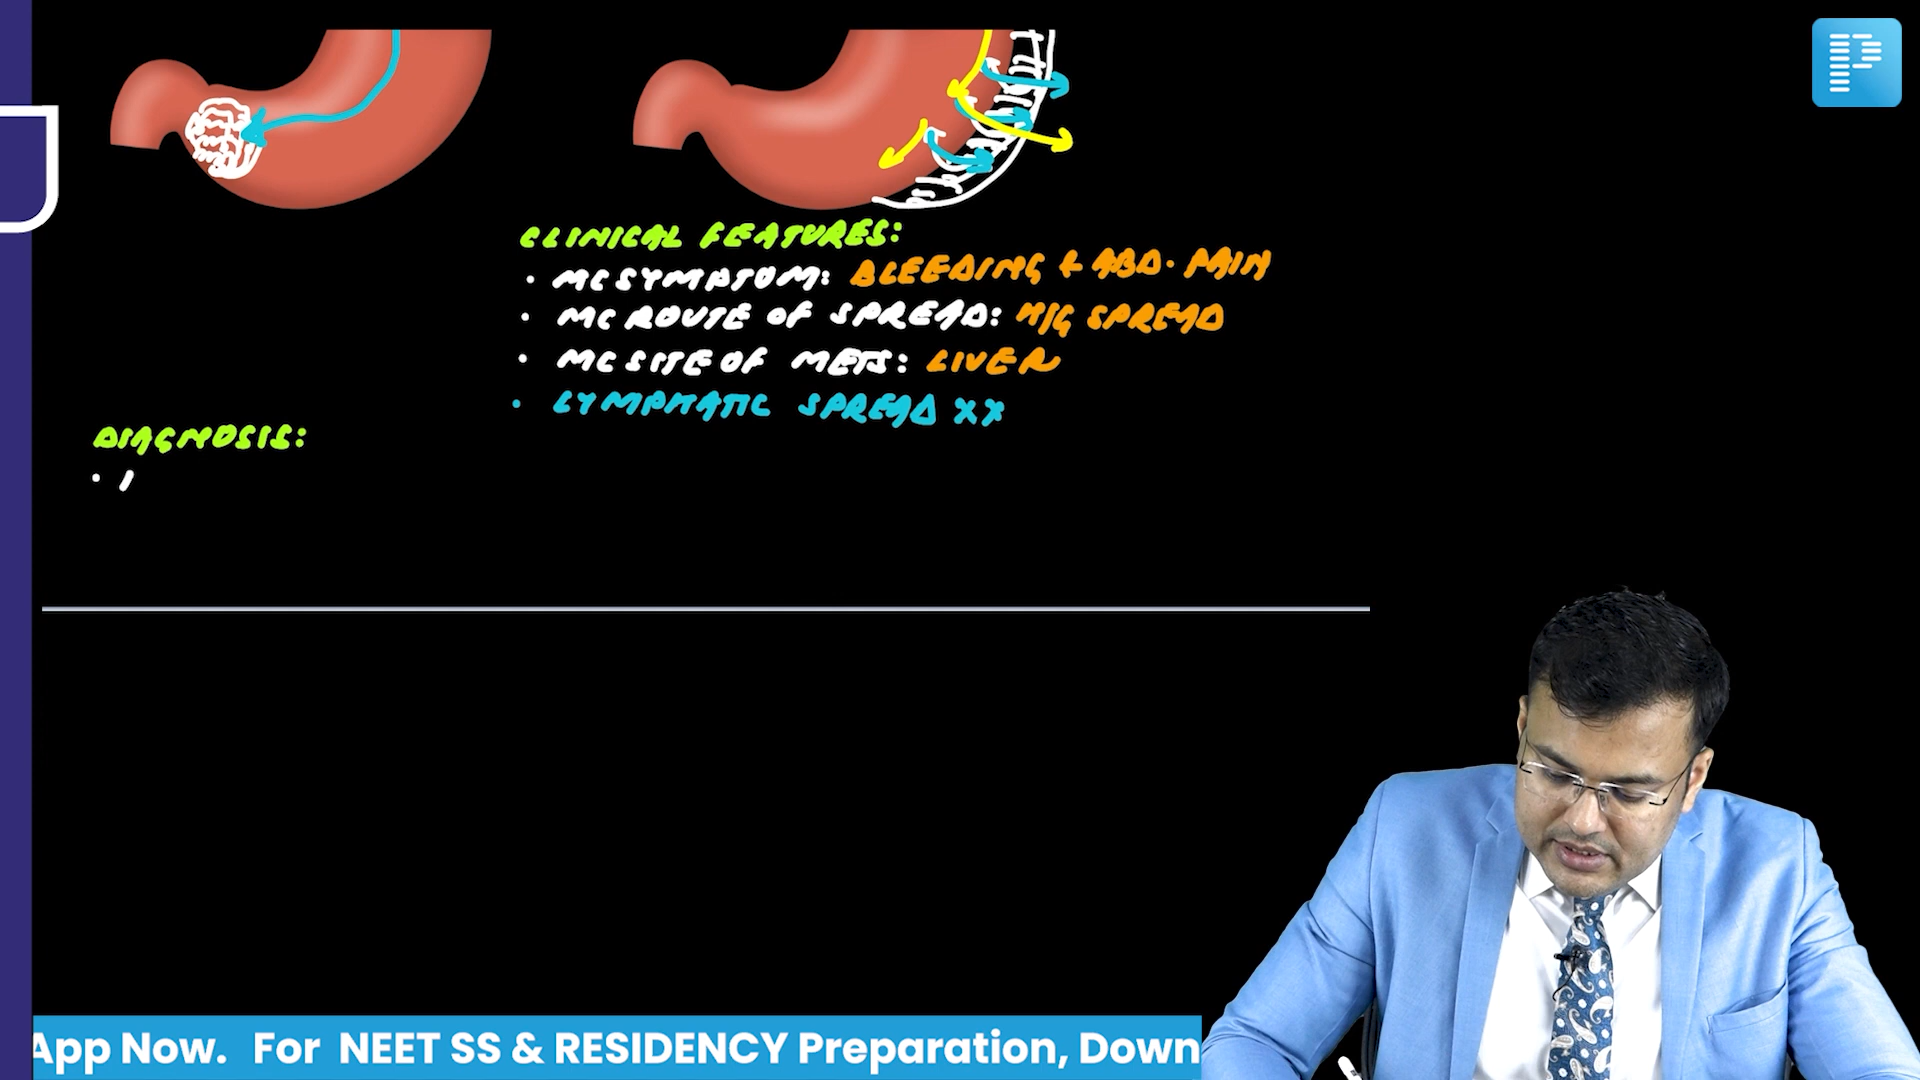 CLINICAL FEATURES:
• MC SYMPTOM: BLEEDING & ABD. PAIN
• MC ROUTE OF SPREAD: H/G SPREAD
• MC SITE OF METS: LIVER
• LYMPHATIC SPREAD XX
DIAGNOSIS:
App Now. For NEET SS & RESIDENCY Preparation, Down